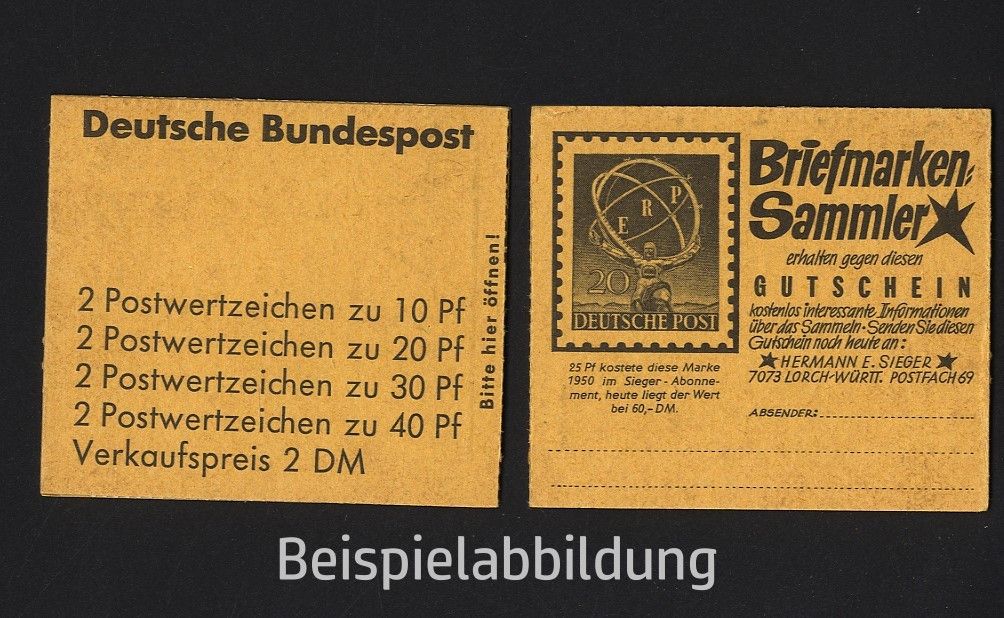 Deutsche Bundespost
2 Postwertzeichen zu 10 Pf
2 Postwertzeichen zu 20 Pf
2 Postwertzeichen zu 30 Pf
2 Postwertzeichen zu 40 Pf
Verkaufspreis 2 DM
Bitte hier öffnen!
E R P
20
DEUTSCHE POST
25 Pf kostete diese Marke
1950 im Sieger-Abonne-
ment, heute liegt der Wert
bei 60,-DM.
Briefmarken-
Sammler
erhalten gegen diesen
GUTSCHEIN
kostenlos interessante Informationen
über das Sammeln·Senden Sie diesen
Gutschein noch heute an:
HERMANN E. SIEGER
7073 LORCH-WÜRTT. POSTFACH 69
ABSENDER:
Beispielabbildung